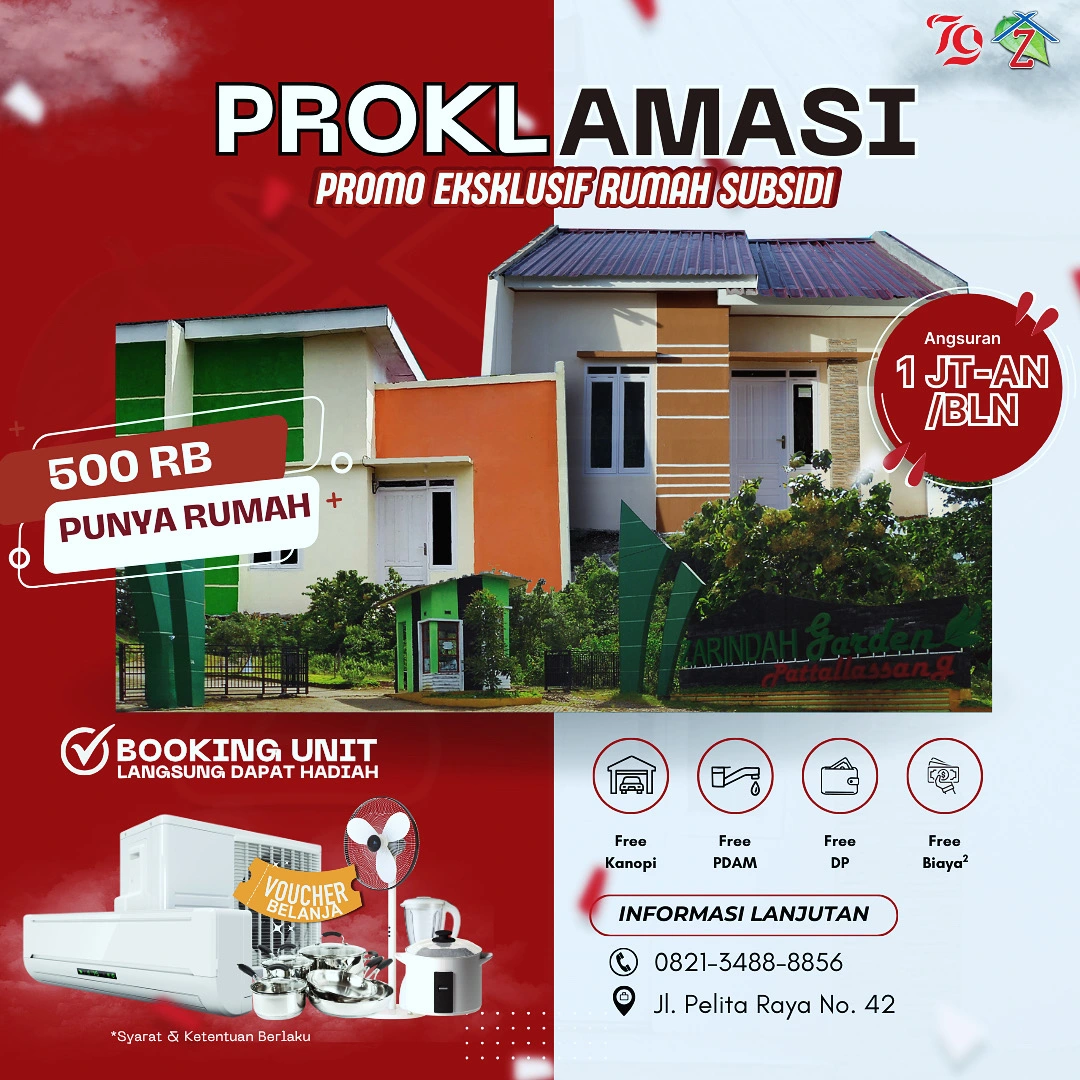 79
Z
PROKLAMASI
PROMO EKSKLUSIF RUMAH SUBSIDI
Angsuran
1 JT-AN
/BLN
500 RB
PUNYA RUMAH
ZARINDAH Garden
Pattallassang
BOOKING UNIT
LANGSUNG DAPAT HADIAH
VOUCHER
BELANJA
*Syarat & Ketentuan Berlaku
Free
Kanopi
Free
PDAM
Free
DP
Free
Biaya²
INFORMASI LANJUTAN
0821-3488-8856
Jl. Pelita Raya No. 42